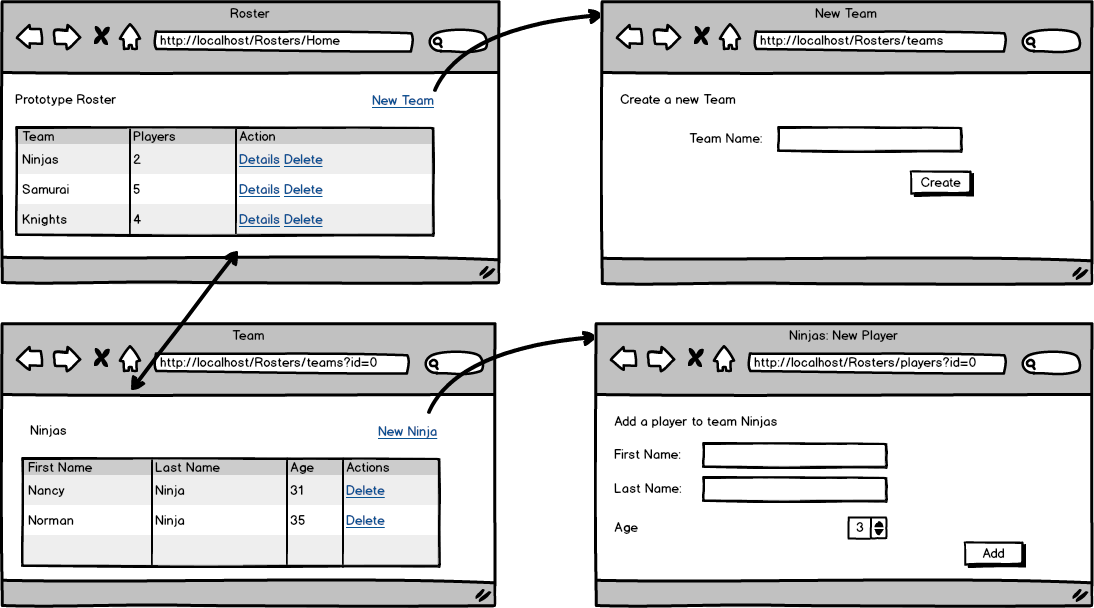 Roster
http://localhost/Rosters/Home
Prototype Roster
New Team
Team Players Action
Ninjas 2 Details Delete
Samurai 5 Details Delete
Knights 4 Details Delete
New Team
http://localhost/Rosters/teams
Create a new Team
Team Name:
Create
Team
http://localhost/Rosters/teams?id=0
Ninjas
New Ninja
First Name Last Name Age Actions
Nancy Ninja 31 Delete
Norman Ninja 35 Delete
Ninjas: New Player
http://localhost/Rosters/players?id=0
Add a player to team Ninjas
First Name:
Last Name:
Age 3
Add